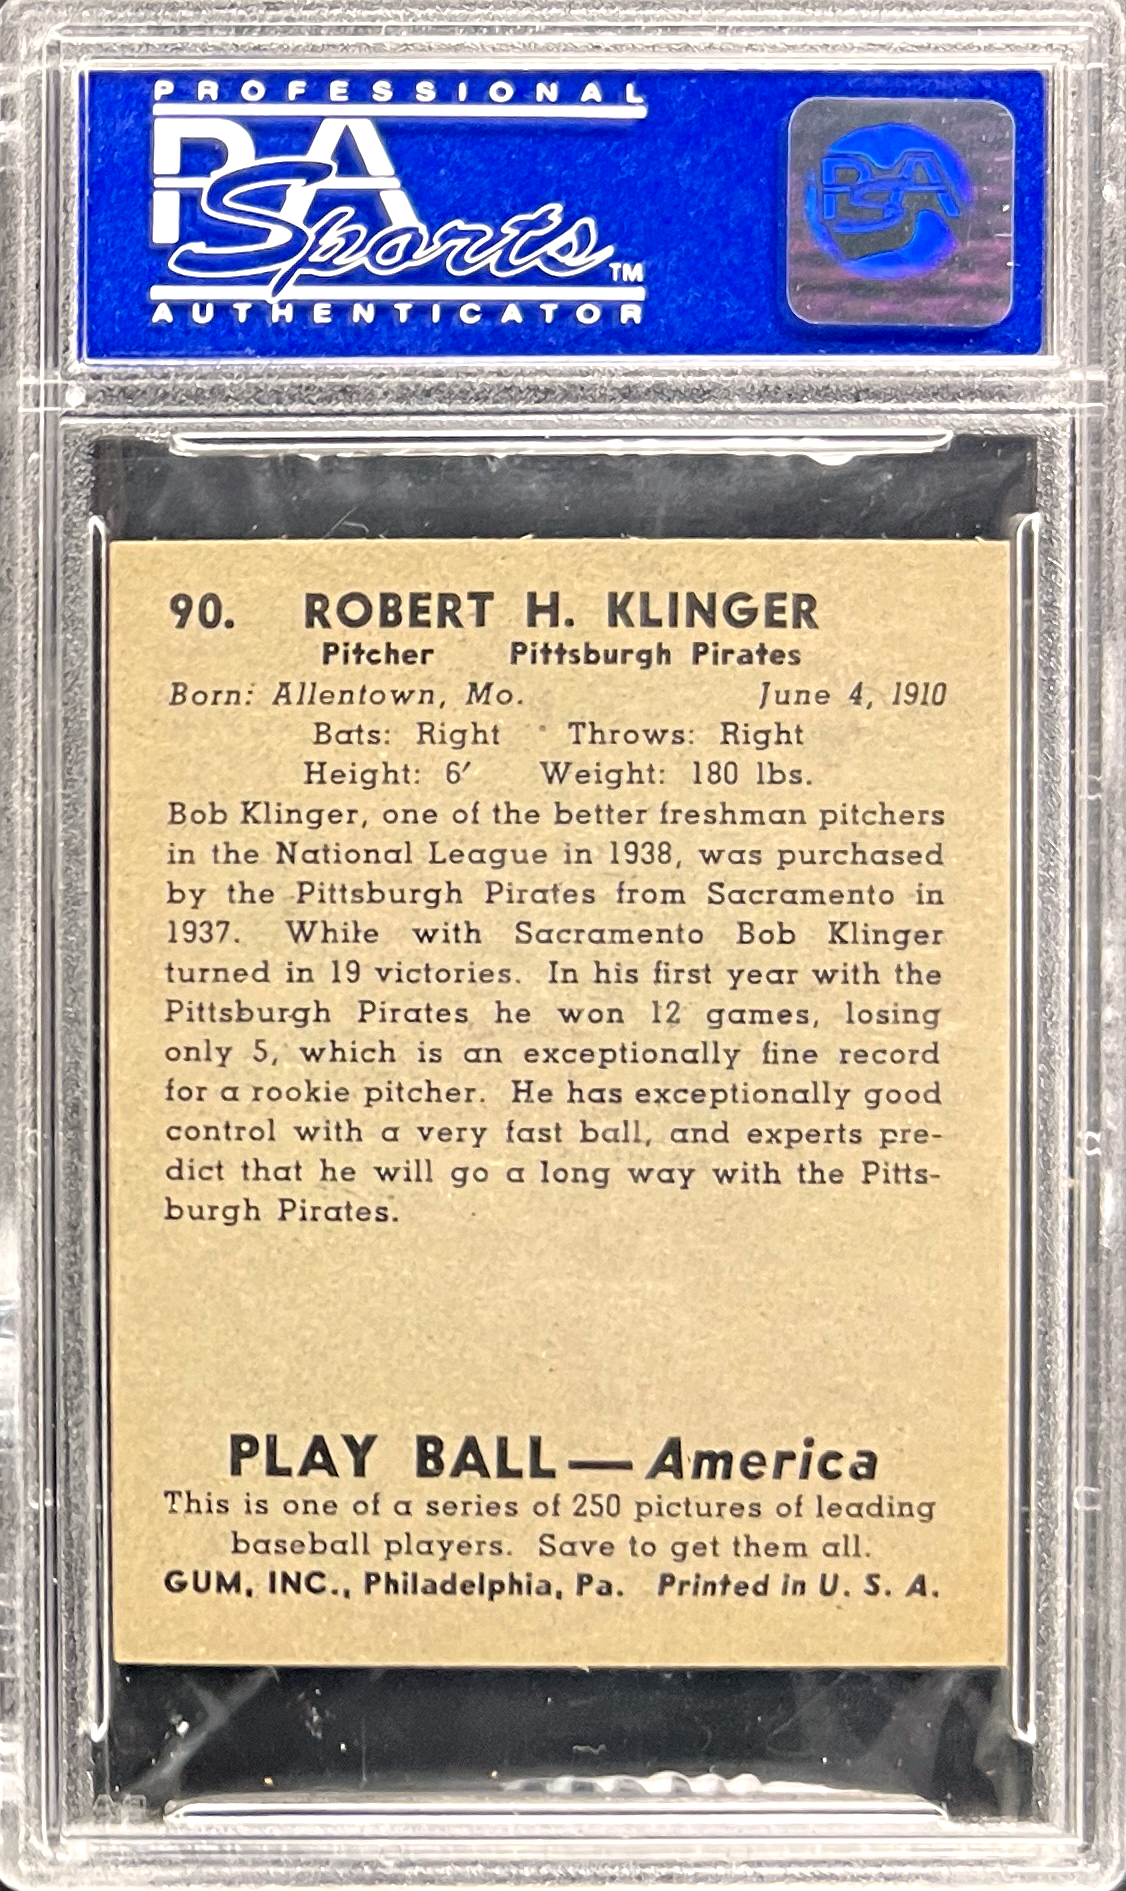 PROFESSIONAL
PSA
Sports™
AUTHENTICATOR
PSA
90. ROBERT H. KLINGER
Pitcher Pittsburgh Pirates
Born: Allentown, Mo. June 4, 1910
Bats: Right Throws: Right
Height: 6′ Weight: 180 lbs.
Bob Klinger, one of the better freshman pitchers
in the National League in 1938, was purchased
by the Pittsburgh Pirates from Sacramento in
1937. While with Sacramento Bob Klinger
turned in 19 victories. In his first year with the
Pittsburgh Pirates he won 12 games, losing
only 5, which is an exceptionally fine record
for a rookie pitcher. He has exceptionally good
control with a very fast ball, and experts pre-
dict that he will go a long way with the Pitts-
burgh Pirates.
PLAY BALL—America
This is one of a series of 250 pictures of leading
baseball players. Save to get them all.
GUM, INC., Philadelphia, Pa. Printed in U. S. A.